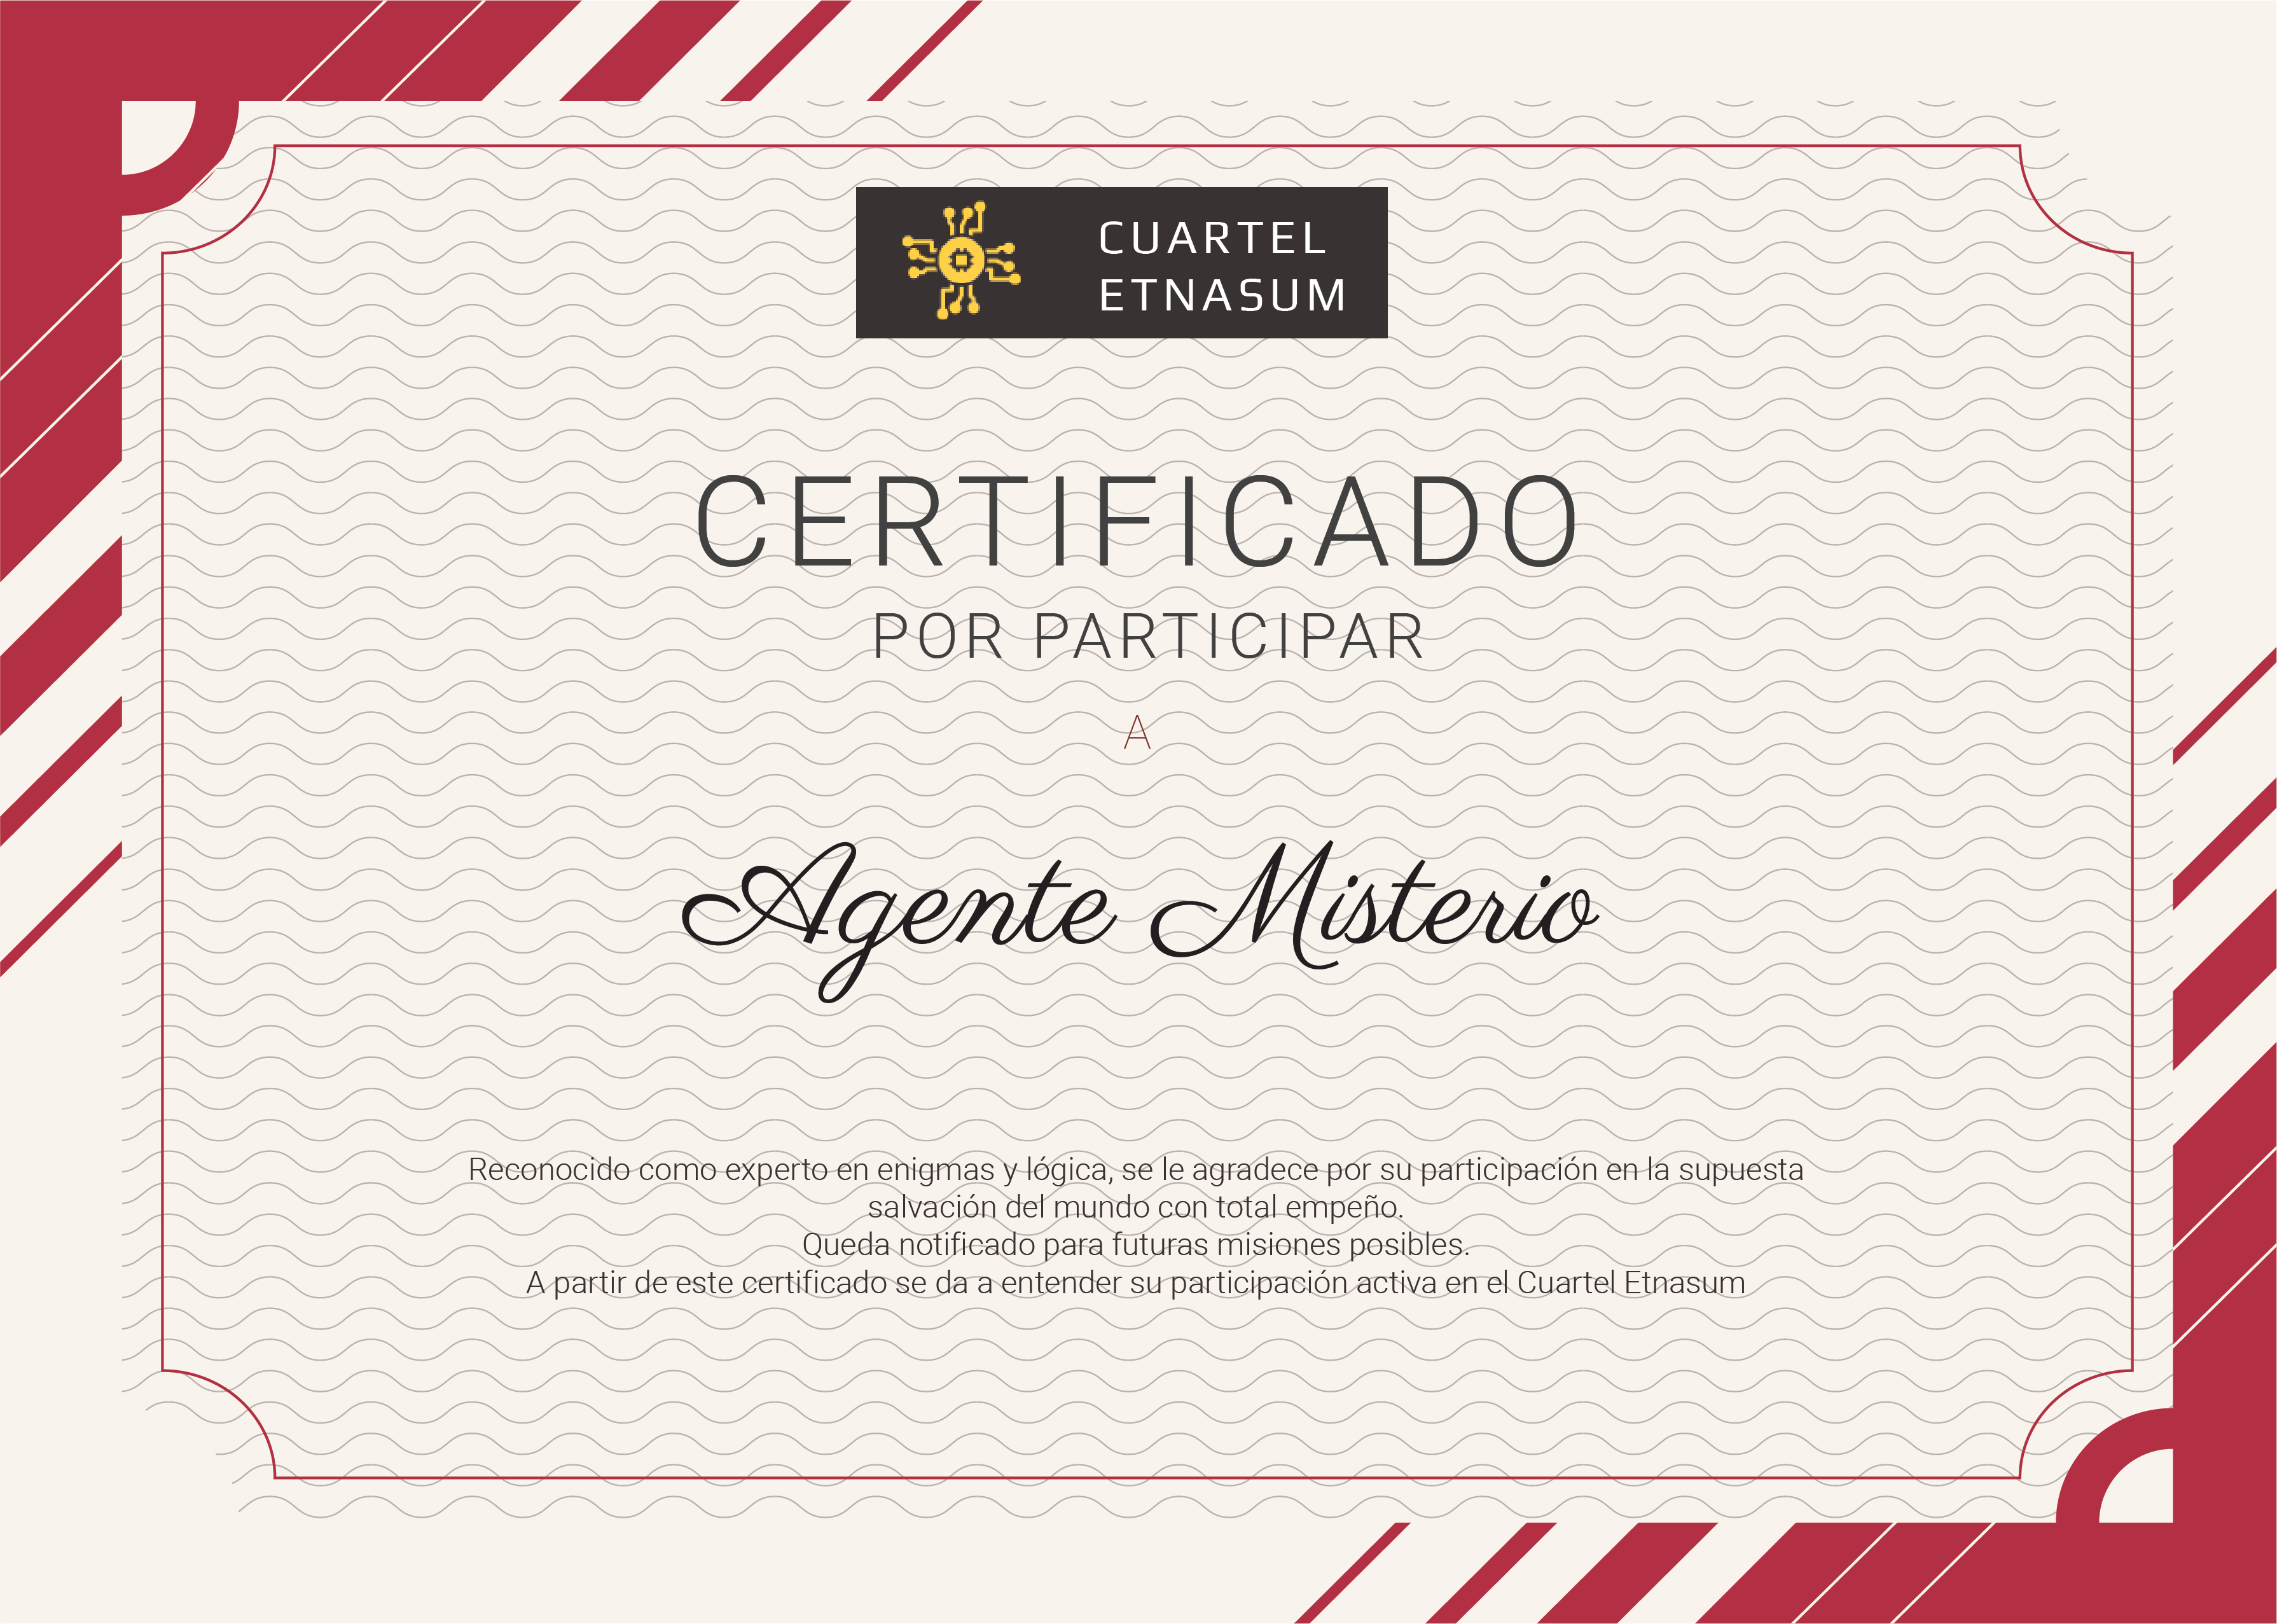 CUARTEL
ETNASUM
CERTIFICADO
POR PARTICIPAR
A
Agente Misterio
Reconocido como experto en enigmas y lógica, se le agradece por su participación en la supuesta
salvación del mundo con total empeño.
Queda notificado para futuras misiones posibles.
A partir de este certificado se da a entender su participación activa en el Cuartel Etnasum